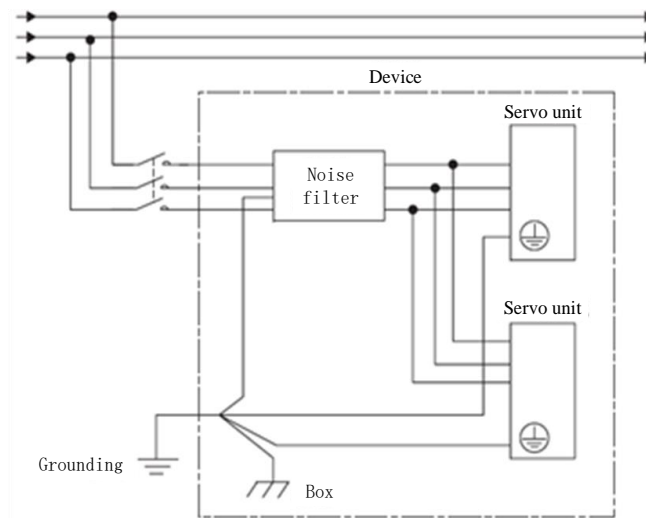 Device
Servo unit
Noise
filter
Servo unit
Grounding
Box